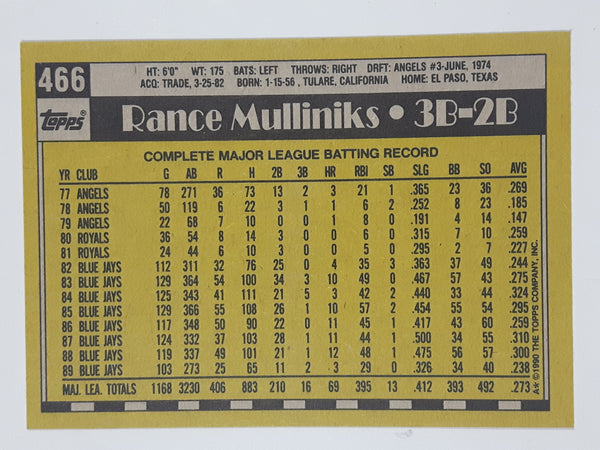 466
HT: 6'0" WT: 175 BATS: LEFT THROWS: RIGHT DRFT: ANGELS #3-JUNE, 1974
ACQ: TRADE, 3-25-82 BORN: 1-15-56 , TULARE, CALIFORNIA HOME: EL PASO, TEXAS
Topps®
Rance Mulliniks • 3B-2B
COMPLETE MAJOR LEAGUE BATTING RECORD
YR CLUB G AB R H 2B 3B HR RBI SB SLG BB SO AVG
77 ANGELS 78 271 36 73 13 2 3 21 1 .365 23 36 .269
78 ANGELS 50 119 6 22 3 1 1 6 2 .252 8 23 .185
79 ANGELS 22 68 7 10 0 0 1 8 0 .191 4 14 .147
80 ROYALS 36 54 8 14 3 0 0 6 0 .315 7 10 .259
81 ROYALS 24 44 6 10 3 0 0 5 0 .295 2 7 .227
82 BLUE JAYS 112 311 32 76 25 0 4 35 3 .363 37 49 .244
83 BLUE JAYS 129 364 54 100 34 3 10 49 0 .467 57 43 .275
84 BLUE JAYS 125 343 41 111 21 5 3 42 2 .440 33 44 .324
85 BLUE JAYS 129 366 55 108 26 1 10 57 2 .454 55 54 .295
86 BLUE JAYS 117 348 50 90 22 0 11 45 1 .417 43 60 .259
87 BLUE JAYS 124 332 37 103 28 1 11 44 1 .500 34 55 .310
88 BLUE JAYS 119 337 49 101 21 1 12 48 1 .475 56 57 .300
89 BLUE JAYS 103 273 25 65 11 2 3 29 0 .326 34 40 .238
MAJ. LEA. TOTALS 1168 3230 406 883 210 16 69 395 13 .412 393 492 .273
A* ©1990 THE TOPPS COMPANY, INC.